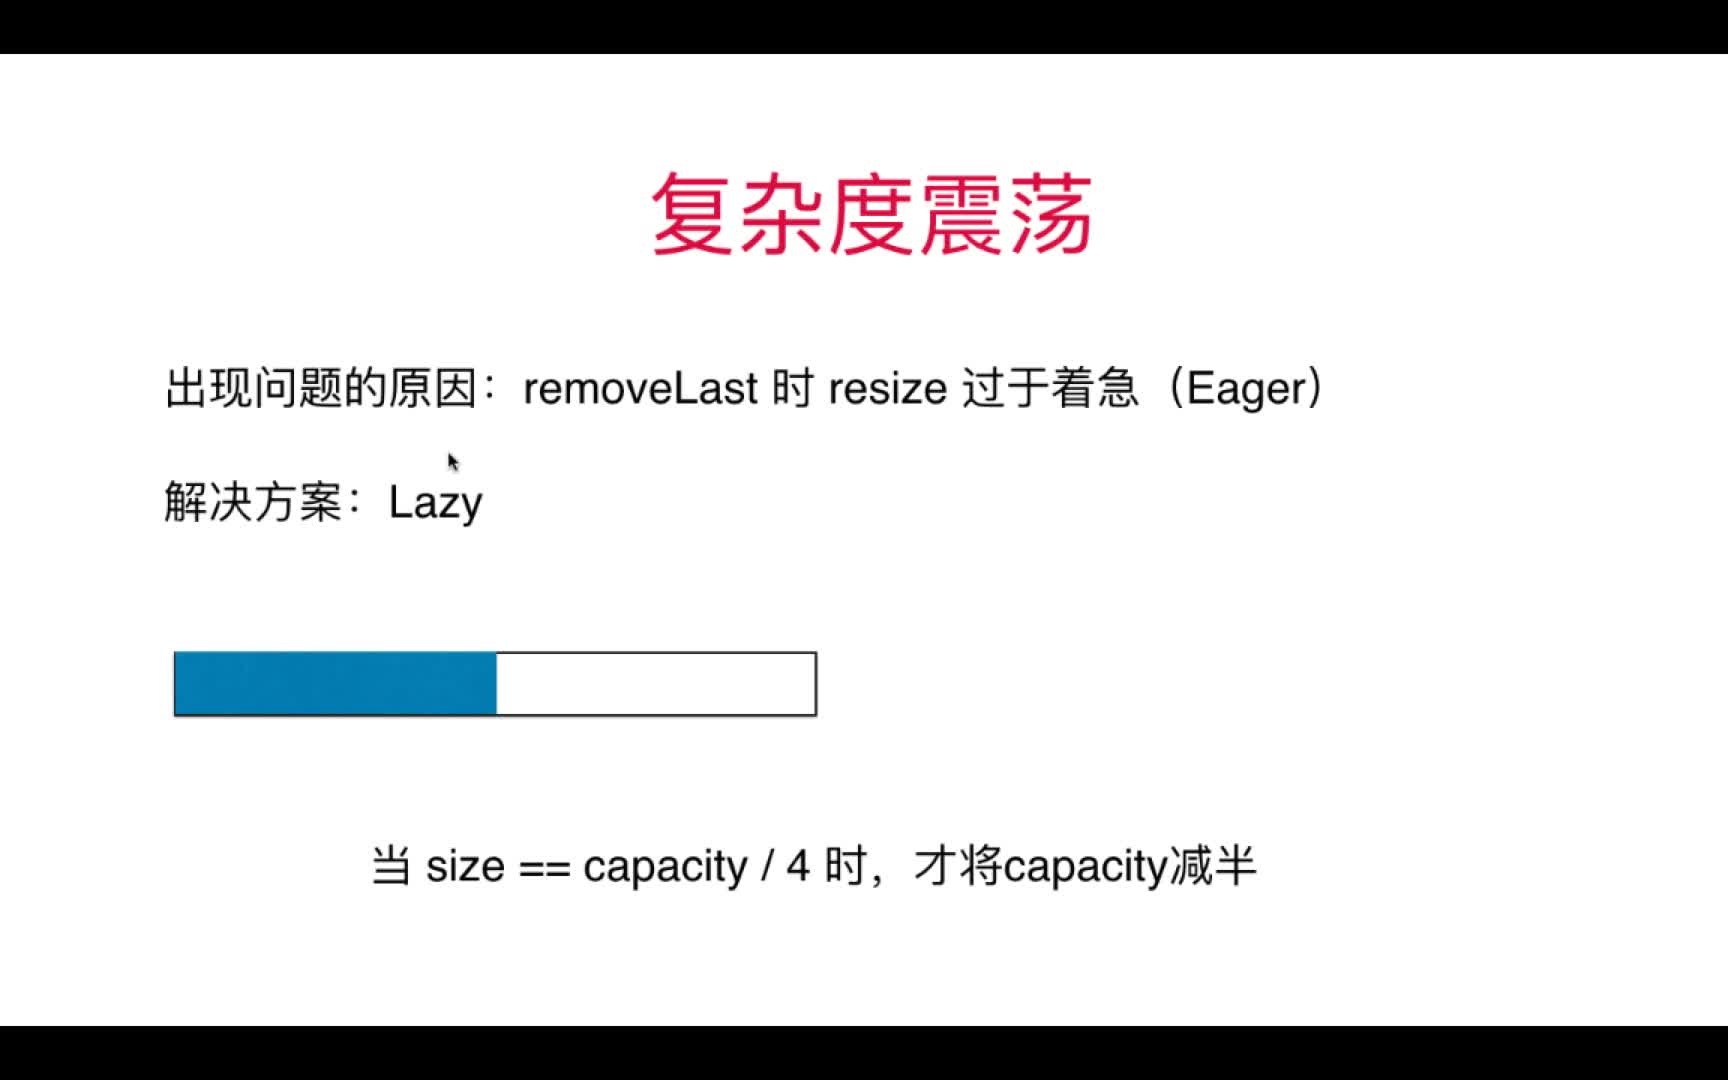 复杂度震荡
出现问题的原因：removeLast 时 resize 过于着急（Eager）
解决方案：Lazy
当 size == capacity / 4 时，才将capacity减半